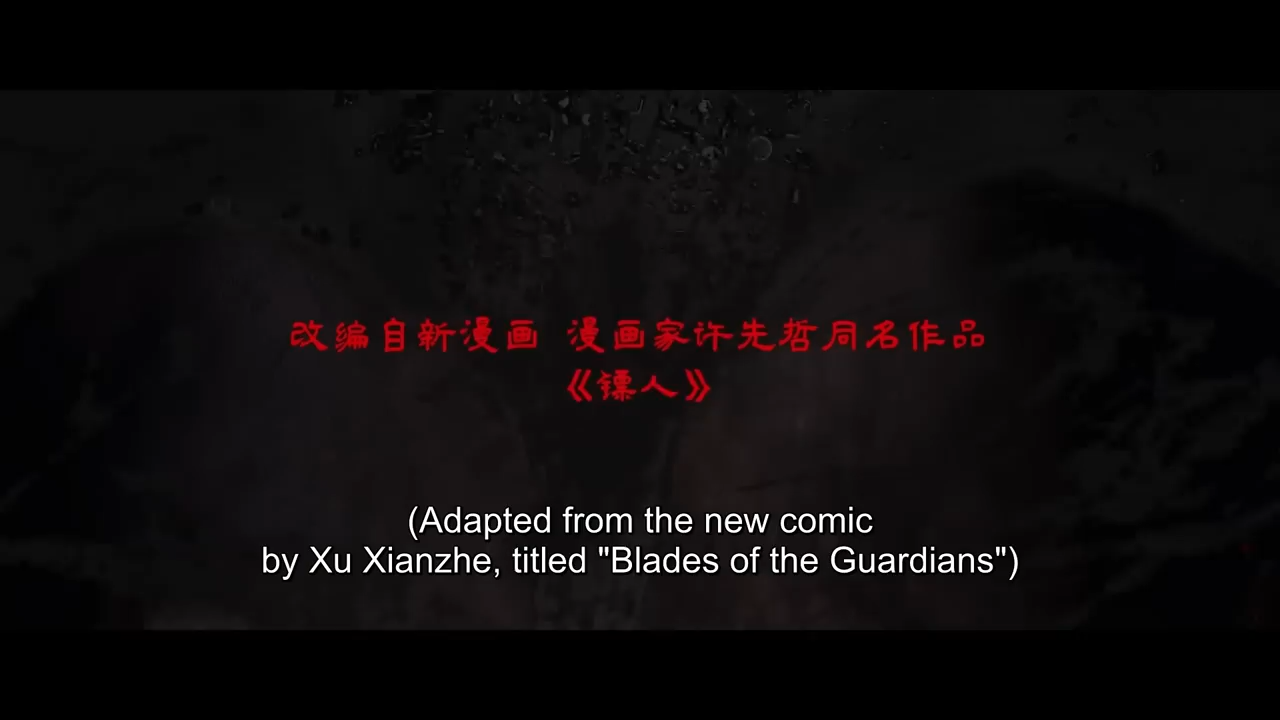 改编自新漫画 漫画家许先哲同名作品
《镖人》
(Adapted from the new comic
by Xu Xianzhe, titled "Blades of the Guardians")